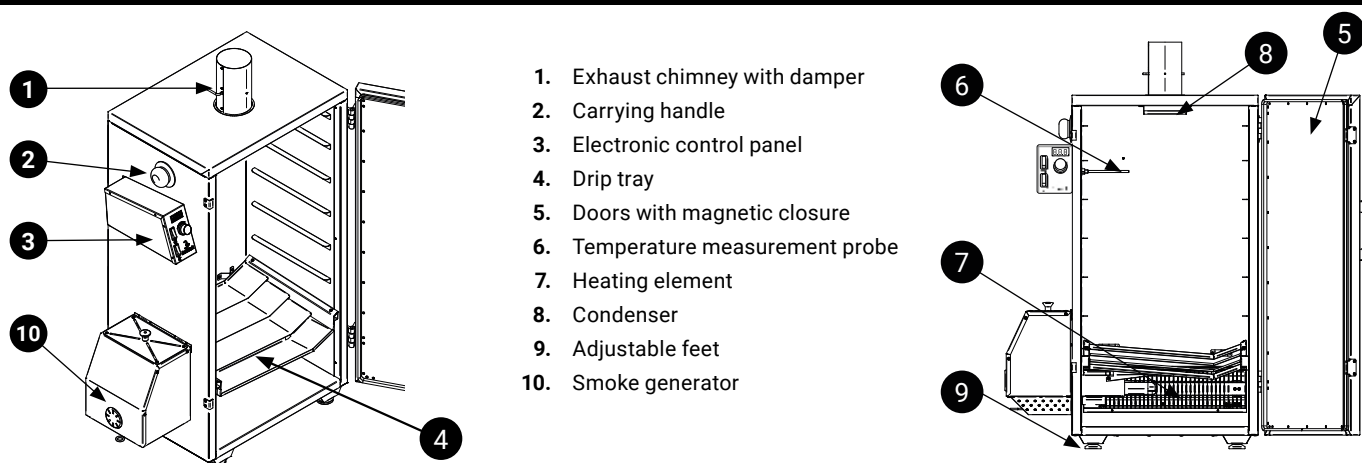 1
2
3
10
4
1. Exhaust chimney with damper
2. Carrying handle
3. Electronic control panel
4. Drip tray
5. Doors with magnetic closure
6. Temperature measurement probe
7. Heating element
8. Condenser
9. Adjustable feet
10. Smoke generator
5
8
6
7
9